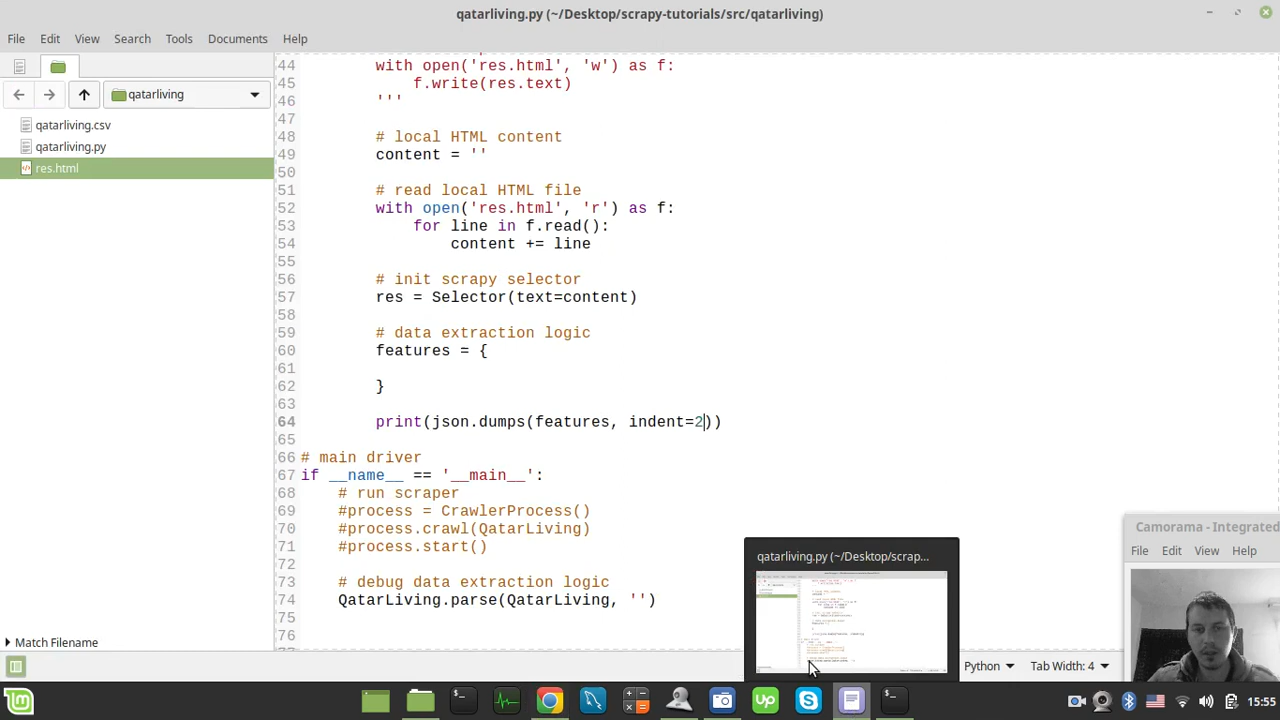 qatarliving.py (~/Desktop/scrapy-tutorials/src/qatarliving)
File Edit View Search Tools Documents Help
qatarliving
qatarliving.csv
qatarliving.py
res.html
Match Filename
44 with open('res.html', 'w') as f:
45 f.write(res.text)
46 '''
47
48 # local HTML content
49 content = ''
50
51 # read local HTML file
52 with open('res.html', 'r') as f:
53 for line in f.read():
54 content += line
55
56 # init scrapy selector
57 res = Selector(text=content)
58
59 # data extraction logic
60 features = {
61
62 }
63
64 print(json.dumps(features, indent=2))
65
66 # main driver
67 if __name__ == '__main__':
68 # run scraper
69 #process = CrawlerProcess()
70 #process.crawl(QatarLiving)
71 #process.start()
72
73 # debug data extraction logic
74 QatarLiving.parse(QatarLiving, '')
75
76
qatarliving.py (~/Desktop/scrap...
Camorama - Integrated
File Edit View Help
Python Tab Width: 4
Up
15:55